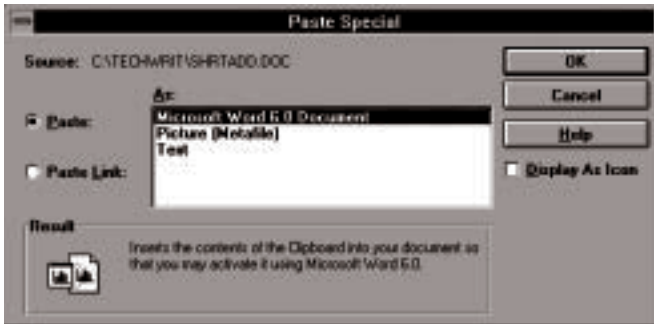 Paste Special
Source: C:\TECHWRIT\SHRTADD.DOC
OK
As:
Cancel
Paste:
Microsoft Word 6.0 Document
Picture (Metafile)
Text
Help
Paste Link:
Display As Icon
Result
Inserts the contents of the Clipboard into your document so
that you may activate it using Microsoft Word 6.0.